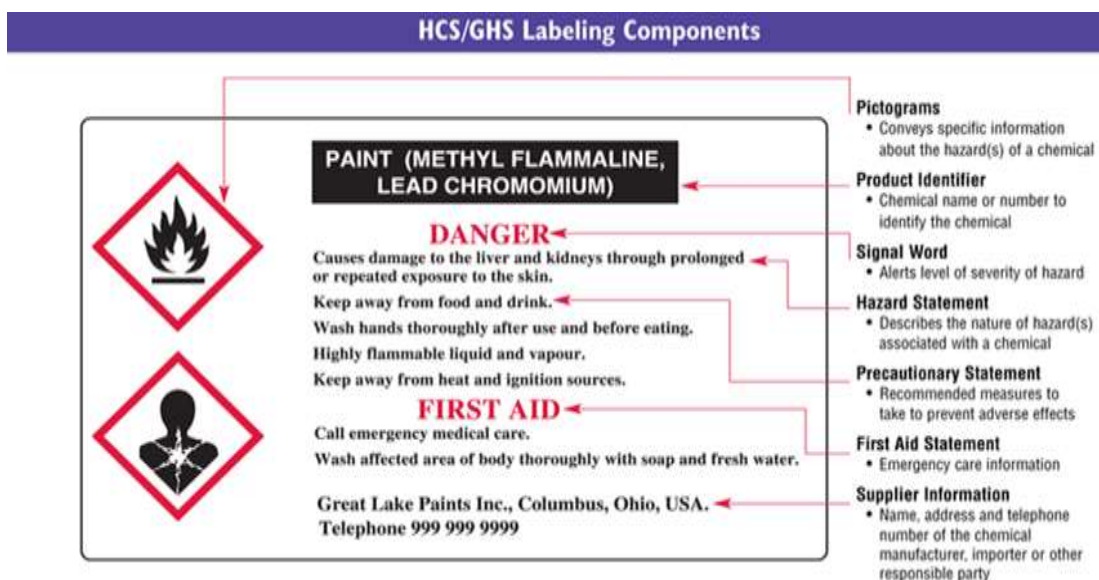 HCS/GHS Labeling Components
PAINT (METHYL FLAMMALINE,
LEAD CHROMOMIUM)
DANGER
Causes damage to the liver and kidneys through prolonged
or repeated exposure to the skin.
Keep away from food and drink.
Wash hands thoroughly after use and before eating.
Highly flammable liquid and vapour.
Keep away from heat and ignition sources.
FIRST AID
Call emergency medical care.
Wash affected area of body thoroughly with soap and fresh water.
Great Lake Paints Inc., Columbus, Ohio, USA.
Telephone 999 999 9999
Pictograms
• Conveys specific information
about the hazard(s) of a chemical
Product Identifier
• Chemical name or number to
identify the chemical
Signal Word
• Alerts level of severity of hazard
Hazard Statement
• Describes the nature of hazard(s)
associated with a chemical
Precautionary Statement
• Recommended measures to
take to prevent adverse effects
First Aid Statement
• Emergency care information
Supplier Information
• Name, address and telephone
number of the chemical
manufacturer, importer or other
responsible party